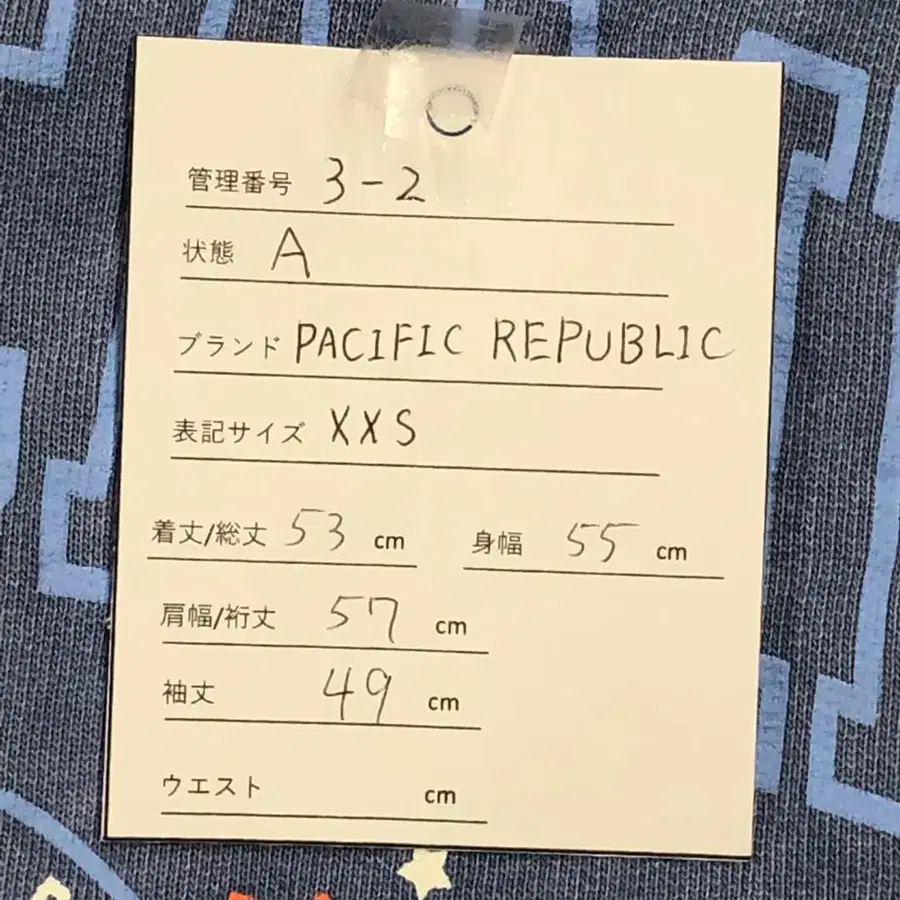 管理番号 3-2
状態 A
ブランド PACIFIC REPUBLIC
表記サイズ XXS
着丈/総丈 53 cm 身幅 55 cm
肩幅/裄丈 57 cm
袖丈 49 cm
ウエスト cm